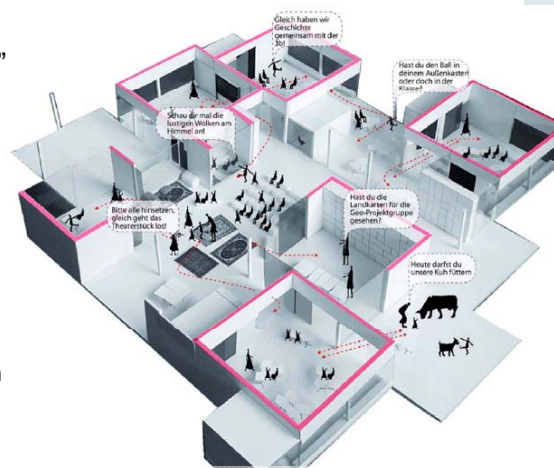 ”
Gleich haben wir
Geschichte
gemeinsam mit der
3b!
Hast du den Ball in
deinem Außenkasten
oder doch in der
Klasse?
Schau dir mal die
lustigen Wolken am
Himmel an!
Bitte alle hinsetzen,
gleich geht das
Theaterstück los!
Hast du die
Landkarten für die
Geo-Projektgruppe
gesehen?
Heute darfst du
unsere Kuh füttern